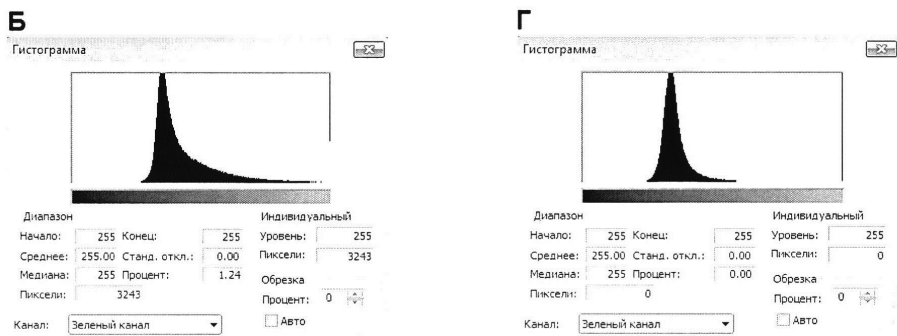 Б
Гистограмма
Диапазон
Индивидуальный
Начало: 255 Конец: 255 Уровень: 255
Среднее: 255.00 Станд. откл.: 0.00 Пиксели: 3243
Медиана: 255 Процент: 1.24 Обрезка
Пиксели: 3243 Процент: 0
Канал: Зеленый канал Авто
Г
Гистограмма
Диапазон
Индивидуальный
Начало: 255 Конец: 255 Уровень: 255
Среднее: 255.00 Станд. откл.: 0.00 Пиксели: 0
Медиана: 255 Процент: 0.00 Обрезка
Пиксели: 0 Процент: 0
Канал: Зеленый канал Авто